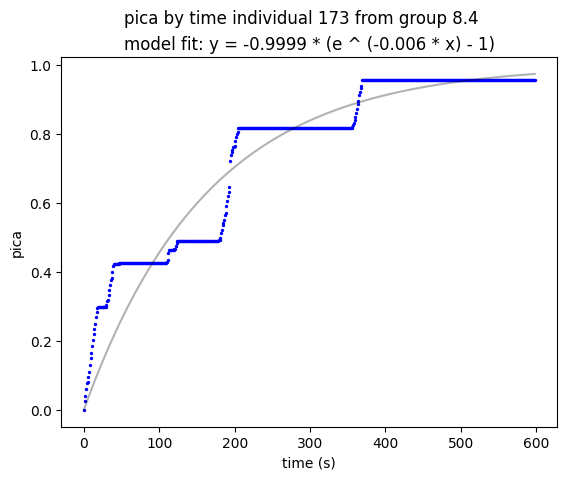 pica by time individual 173 from group 8.4
model fit: y = -0.9999 * (e ^ (-0.006 * x) - 1)
1.0
0.8
0.6
0.4
0.2
0.0
pica
0 100 200 300 400 500 600
time (s)